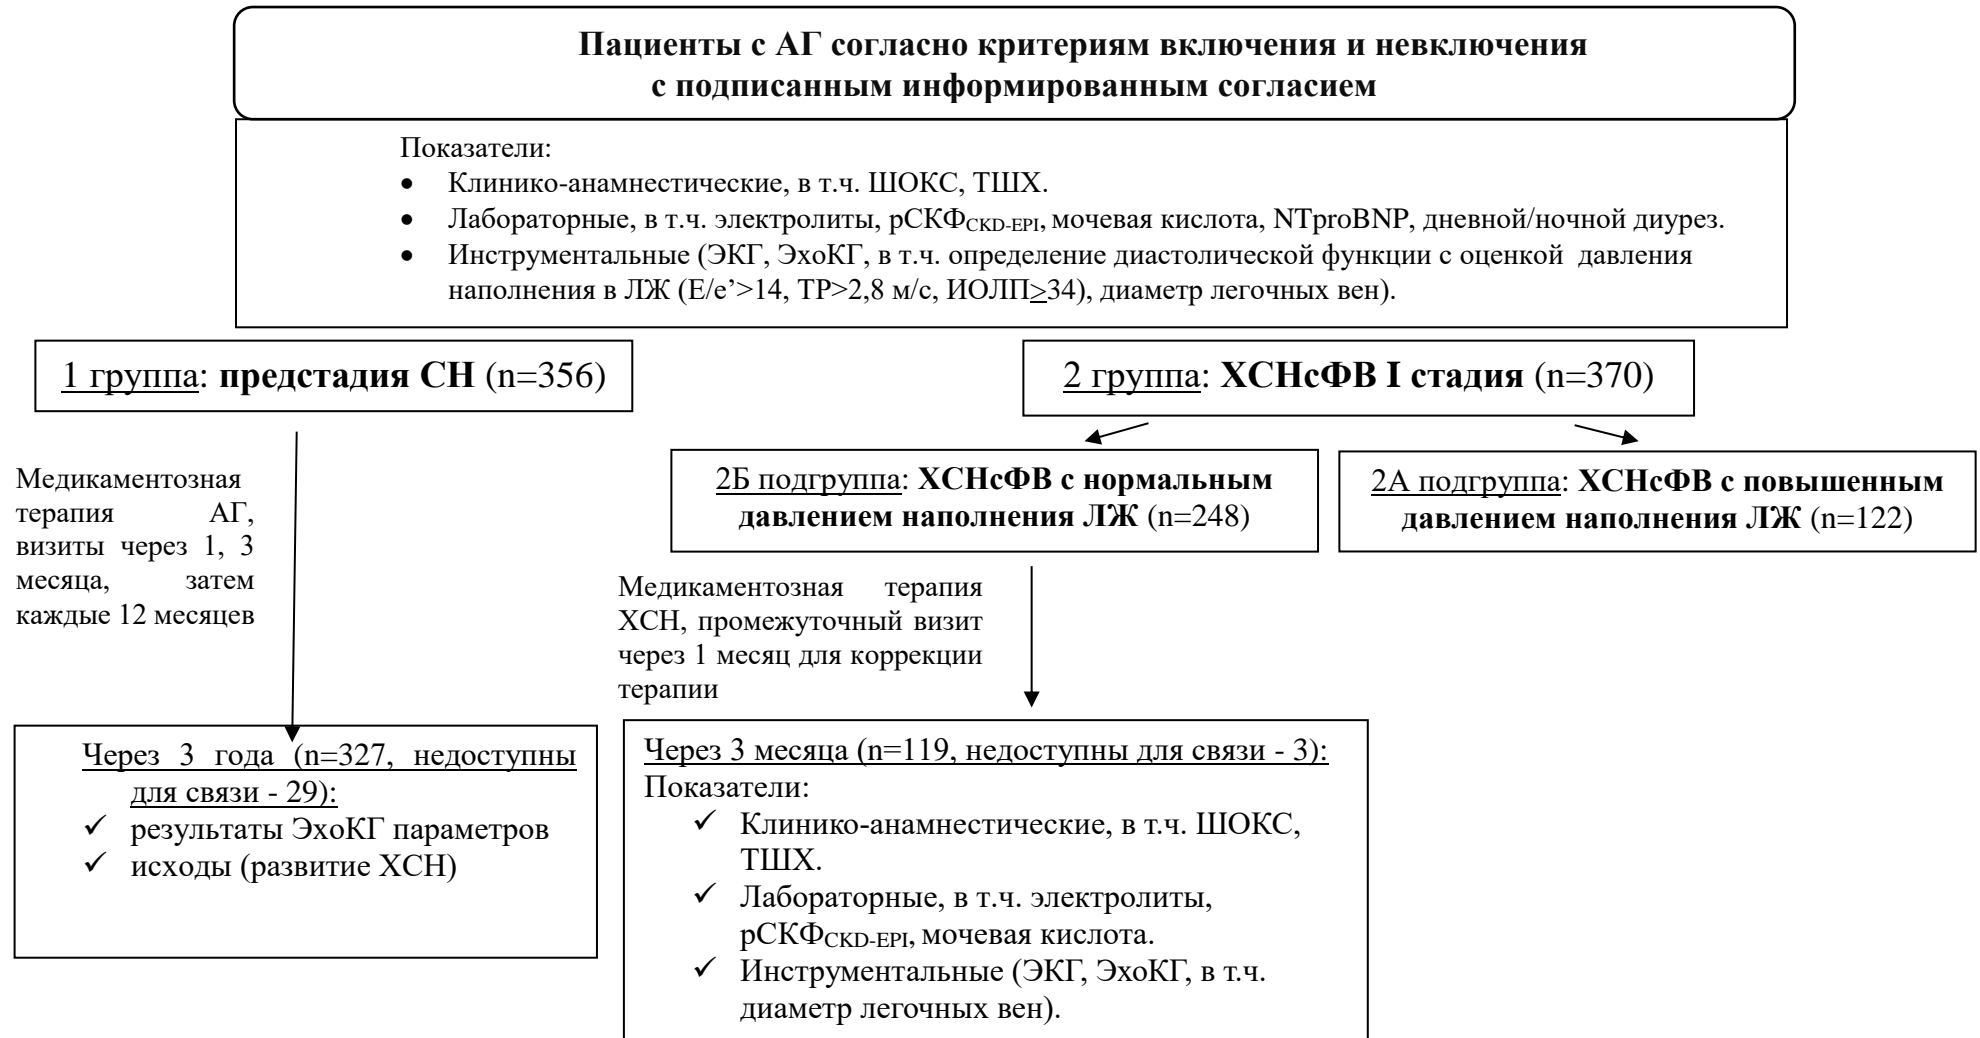 Пациенты с АГ согласно критериям включения и невключения
с подписанным информированным согласием
Показатели:
• Клинико-анамнестические, в т.ч. ШОКС, ТШХ.
• Лабораторные, в т.ч. электролиты, рСКФCKD-EPI, мочевая кислота, NTproBNP, дневной/ночной диурез.
• Инструментальные (ЭКГ, ЭхоКГ, в т.ч. определение диастолической функции с оценкой давления
наполнения в ЛЖ (E/e’>14, ТР>2,8 м/с, ИОЛП≥34), диаметр легочных вен).
1 группа: предстадия СН (n=356)
2 группа: ХСНсФВ I стадия (n=370)
Медикаментозная
терапия АГ,
визиты через 1, 3
месяца, затем
каждые 12 месяцев
2Б подгруппа: ХСНсФВ с нормальным
давлением наполнения ЛЖ (n=248)
2А подгруппа: ХСНсФВ с повышенным
давлением наполнения ЛЖ (n=122)
Медикаментозная терапия
ХСН, промежуточный визит
через 1 месяц для коррекции
терапии
Через 3 года (n=327, недоступны
для связи - 29):
✓ результаты ЭхоКГ параметров
✓ исходы (развитие ХСН)
Через 3 месяца (n=119, недоступны для связи - 3):
Показатели:
✓ Клинико-анамнестические, в т.ч. ШОКС,
ТШХ.
✓ Лабораторные, в т.ч. электролиты,
рСКФCKD-EPI, мочевая кислота.
✓ Инструментальные (ЭКГ, ЭхоКГ, в т.ч.
диаметр легочных вен).